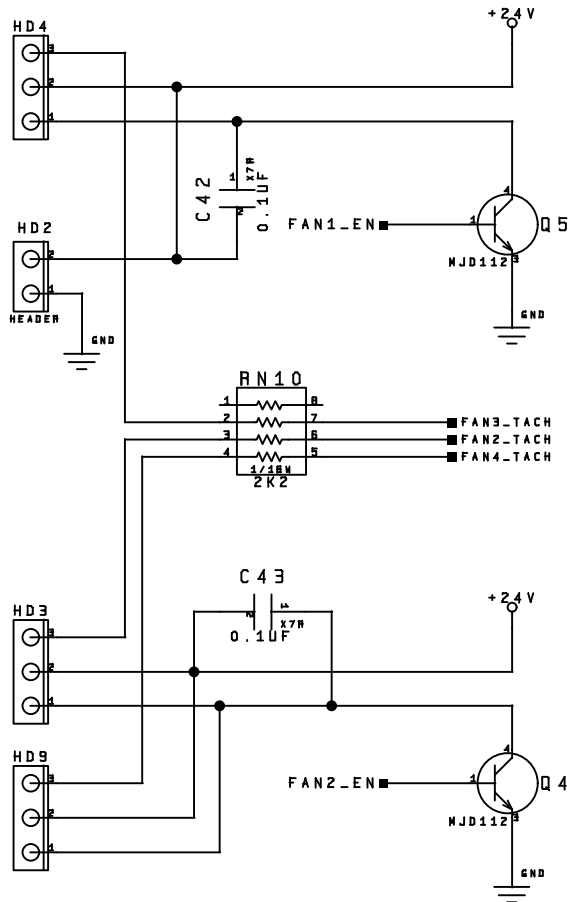 HD4
+24V
3
2
1
1
X7R
C42
0.1UF
2
4
FAN1_EN
1
Q5
MJD112
3
HD2
2
1
HEADER
GND
GND
RN10
1
8
2
7
FAN3_TACH
3
6
FAN2_TACH
4
5
FAN4_TACH
1/16W
2K2
C43
+24V
2
1
X7R
0.1UF
HD3
3
2
1
4
HD9
3
2
1
FAN2_EN
1
Q4
MJD112
3
GND